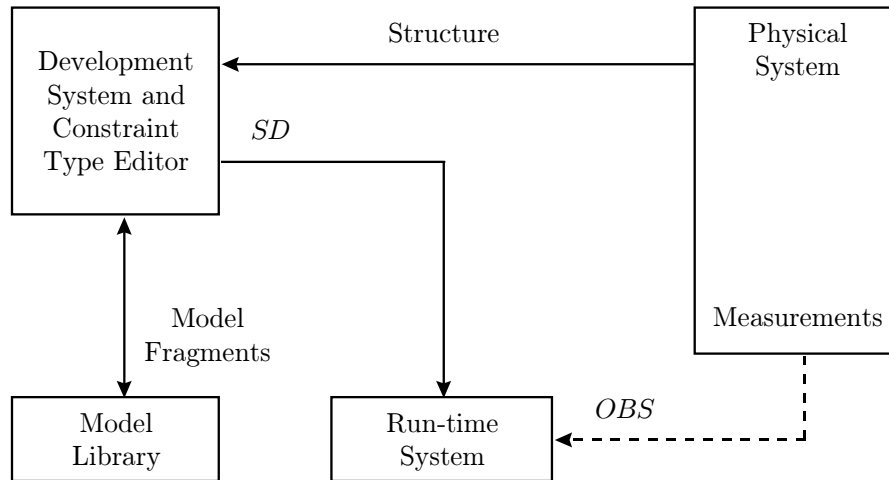 Development
System and
Constraint
Type Editor
Structure
Physical
System
SD
Model
Fragments
Measurements
Model
Library
Run-time
System
OBS